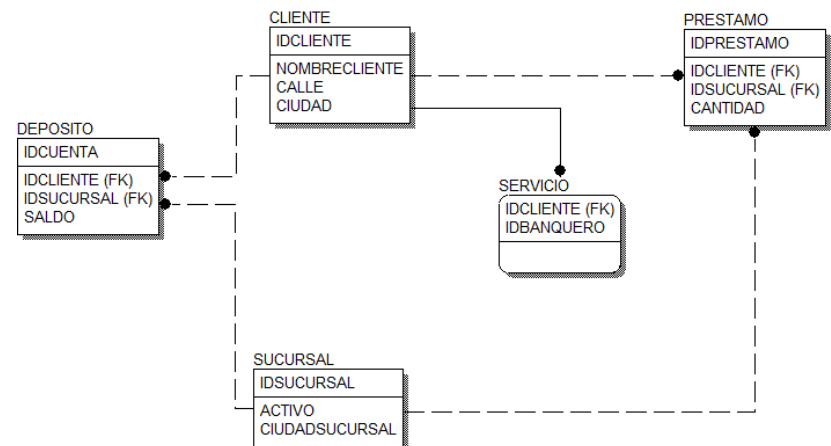 CLIENTE
IDCLIENTE
NOMBRECLIENTE
CALLE
CIUDAD
PRESTAMO
IDPRESTAMO
IDCLIENTE (FK)
IDSUCURSAL (FK)
CANTIDAD
DEPOSITO
IDCUENTA
IDCLIENTE (FK)
IDSUCURSAL (FK)
SALDO
SERVICIO
IDCLIENTE (FK)
IDBANQUERO
SUCURSAL
IDSUCURSAL
ACTIVO
CIUDADSUCURSAL